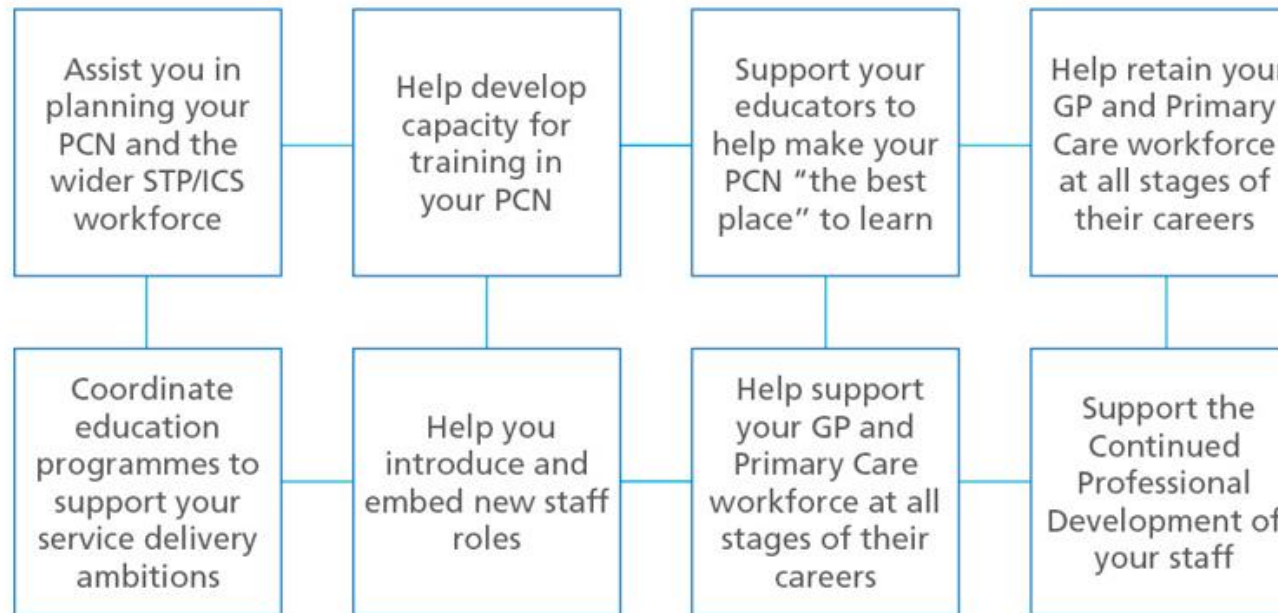 Assist you in
planning your
PCN and the
wider STP/ICS
workforce
Help develop
capacity for
training in
your PCN
Support your
educators to
help make your
PCN “the best
place” to learn
Help retain your
GP and Primary
Care workforce
at all stages of
their careers
Coordinate
education
programmes to
support your
service delivery
ambitions
Help you
introduce and
embed new staff
roles
Help support
your GP and
Primary Care
workforce at all
stages of their
careers
Support the
Continued
Professional
Development of
your staff